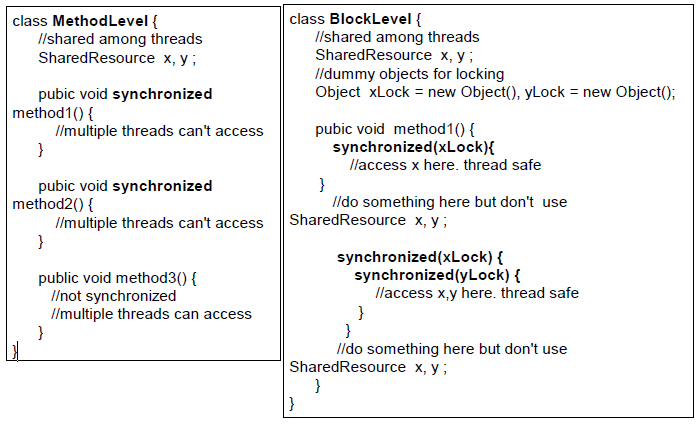 class MethodLevel {
//shared among threads
SharedResource x, y ;
pubic void synchronized
method1() {
//multiple threads can't access
}
pubic void synchronized
method2() {
//multiple threads can't access
}
public void method3() {
//not synchronized
//multiple threads can access
}
}
class BlockLevel {
//shared among threads
SharedResource x, y ;
//dummy objects for locking
Object xLock = new Object(), yLock = new Object();
pubic void method1() {
synchronized(xLock){
//access x here. thread safe
}
//do something here but don't use
SharedResource x, y ;
synchronized(xLock) {
synchronized(yLock) {
//access x,y here. thread safe
}
}
//do something here but don't use
SharedResource x, y ;
}
}